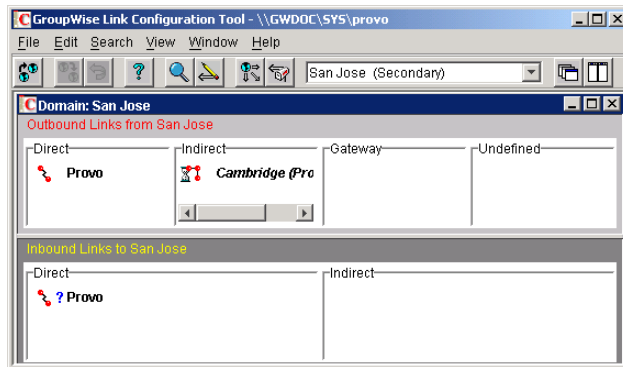 GroupWise Link Configuration Tool - \\GWDOC\SYS\provo
File Edit Search View Window Help
San Jose (Secondary)
Domain: San Jose
Outbound Links from San Jose
Direct Indirect Gateway Undefined
Provo Cambridge (Pro
Inbound Links to San Jose
Direct Indirect
? Provo